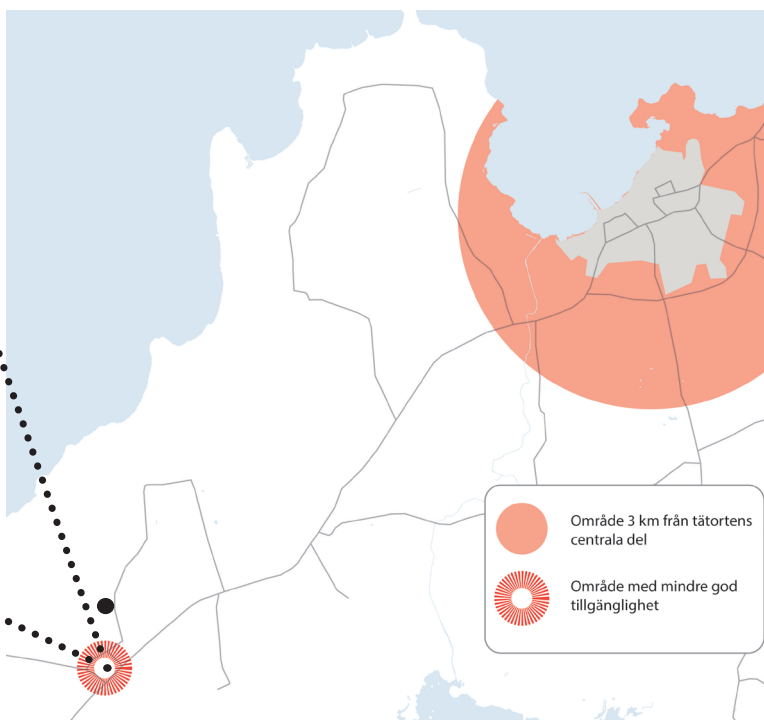 Område 3 km från tätortens
centrala del
Område med mindre god
tillgänglighet